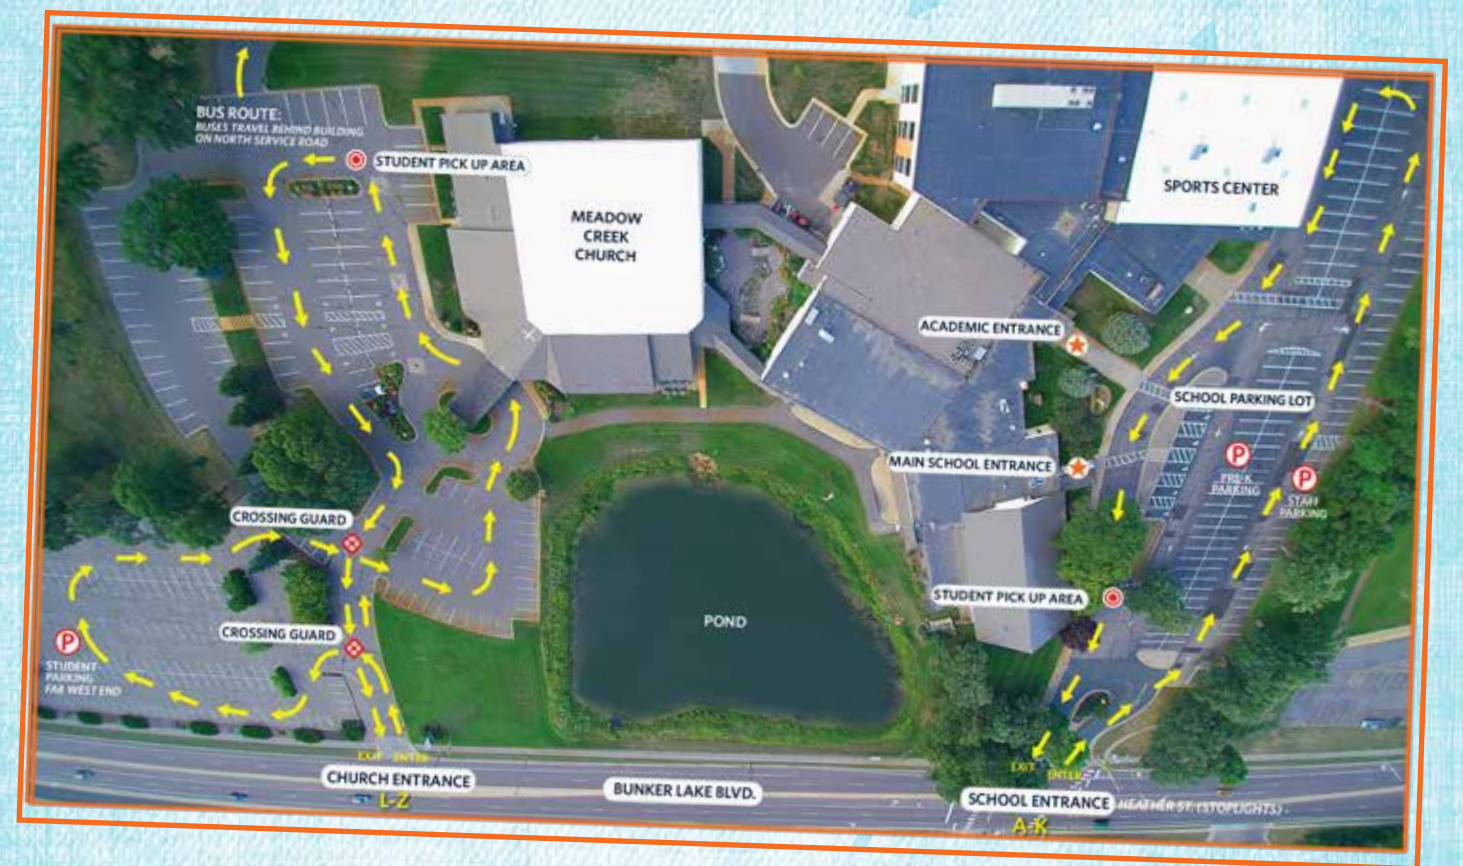 BUS ROUTE:
BUSES TRAVEL BEHIND BUILDING
ON NORTH SERVICE ROAD
STUDENT PICK UP AREA
MEADOW
CREEK
CHURCH
SPORTS CENTER
ACADEMIC ENTRANCE
SCHOOL PARKING LOT
MAIN SCHOOL ENTRANCE
P
PRE-K
PARKING
P
STAFF
PARKING
CROSSING GUARD
STUDENT PICK UP AREA
POND
CROSSING GUARD
P
STUDENT
PARKING
FAR WEST END
EXIT ENTER
CHURCH ENTRANCE
L-Z
BUNKER LAKE BLVD.
EXIT
ENTER
SCHOOL ENTRANCE
A-K
HEATHER ST. (STOPLIGHTS)